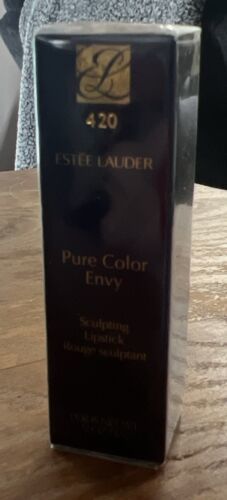 420
ESTĒE LAUDER
Pure Color
Envy
Sculpting
Lipstick
Rouge sculptant